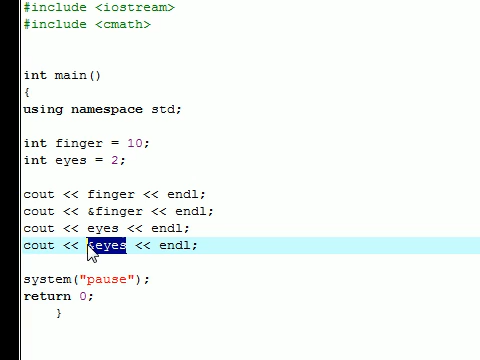 #include <iostream>
#include <cmath>
int main()
{
using namespace std;
int finger = 10;
int eyes = 2;
cout << finger << endl;
cout << &finger << endl;
cout << eyes << endl;
cout << &eyes << endl;
system("pause");
return 0;
}